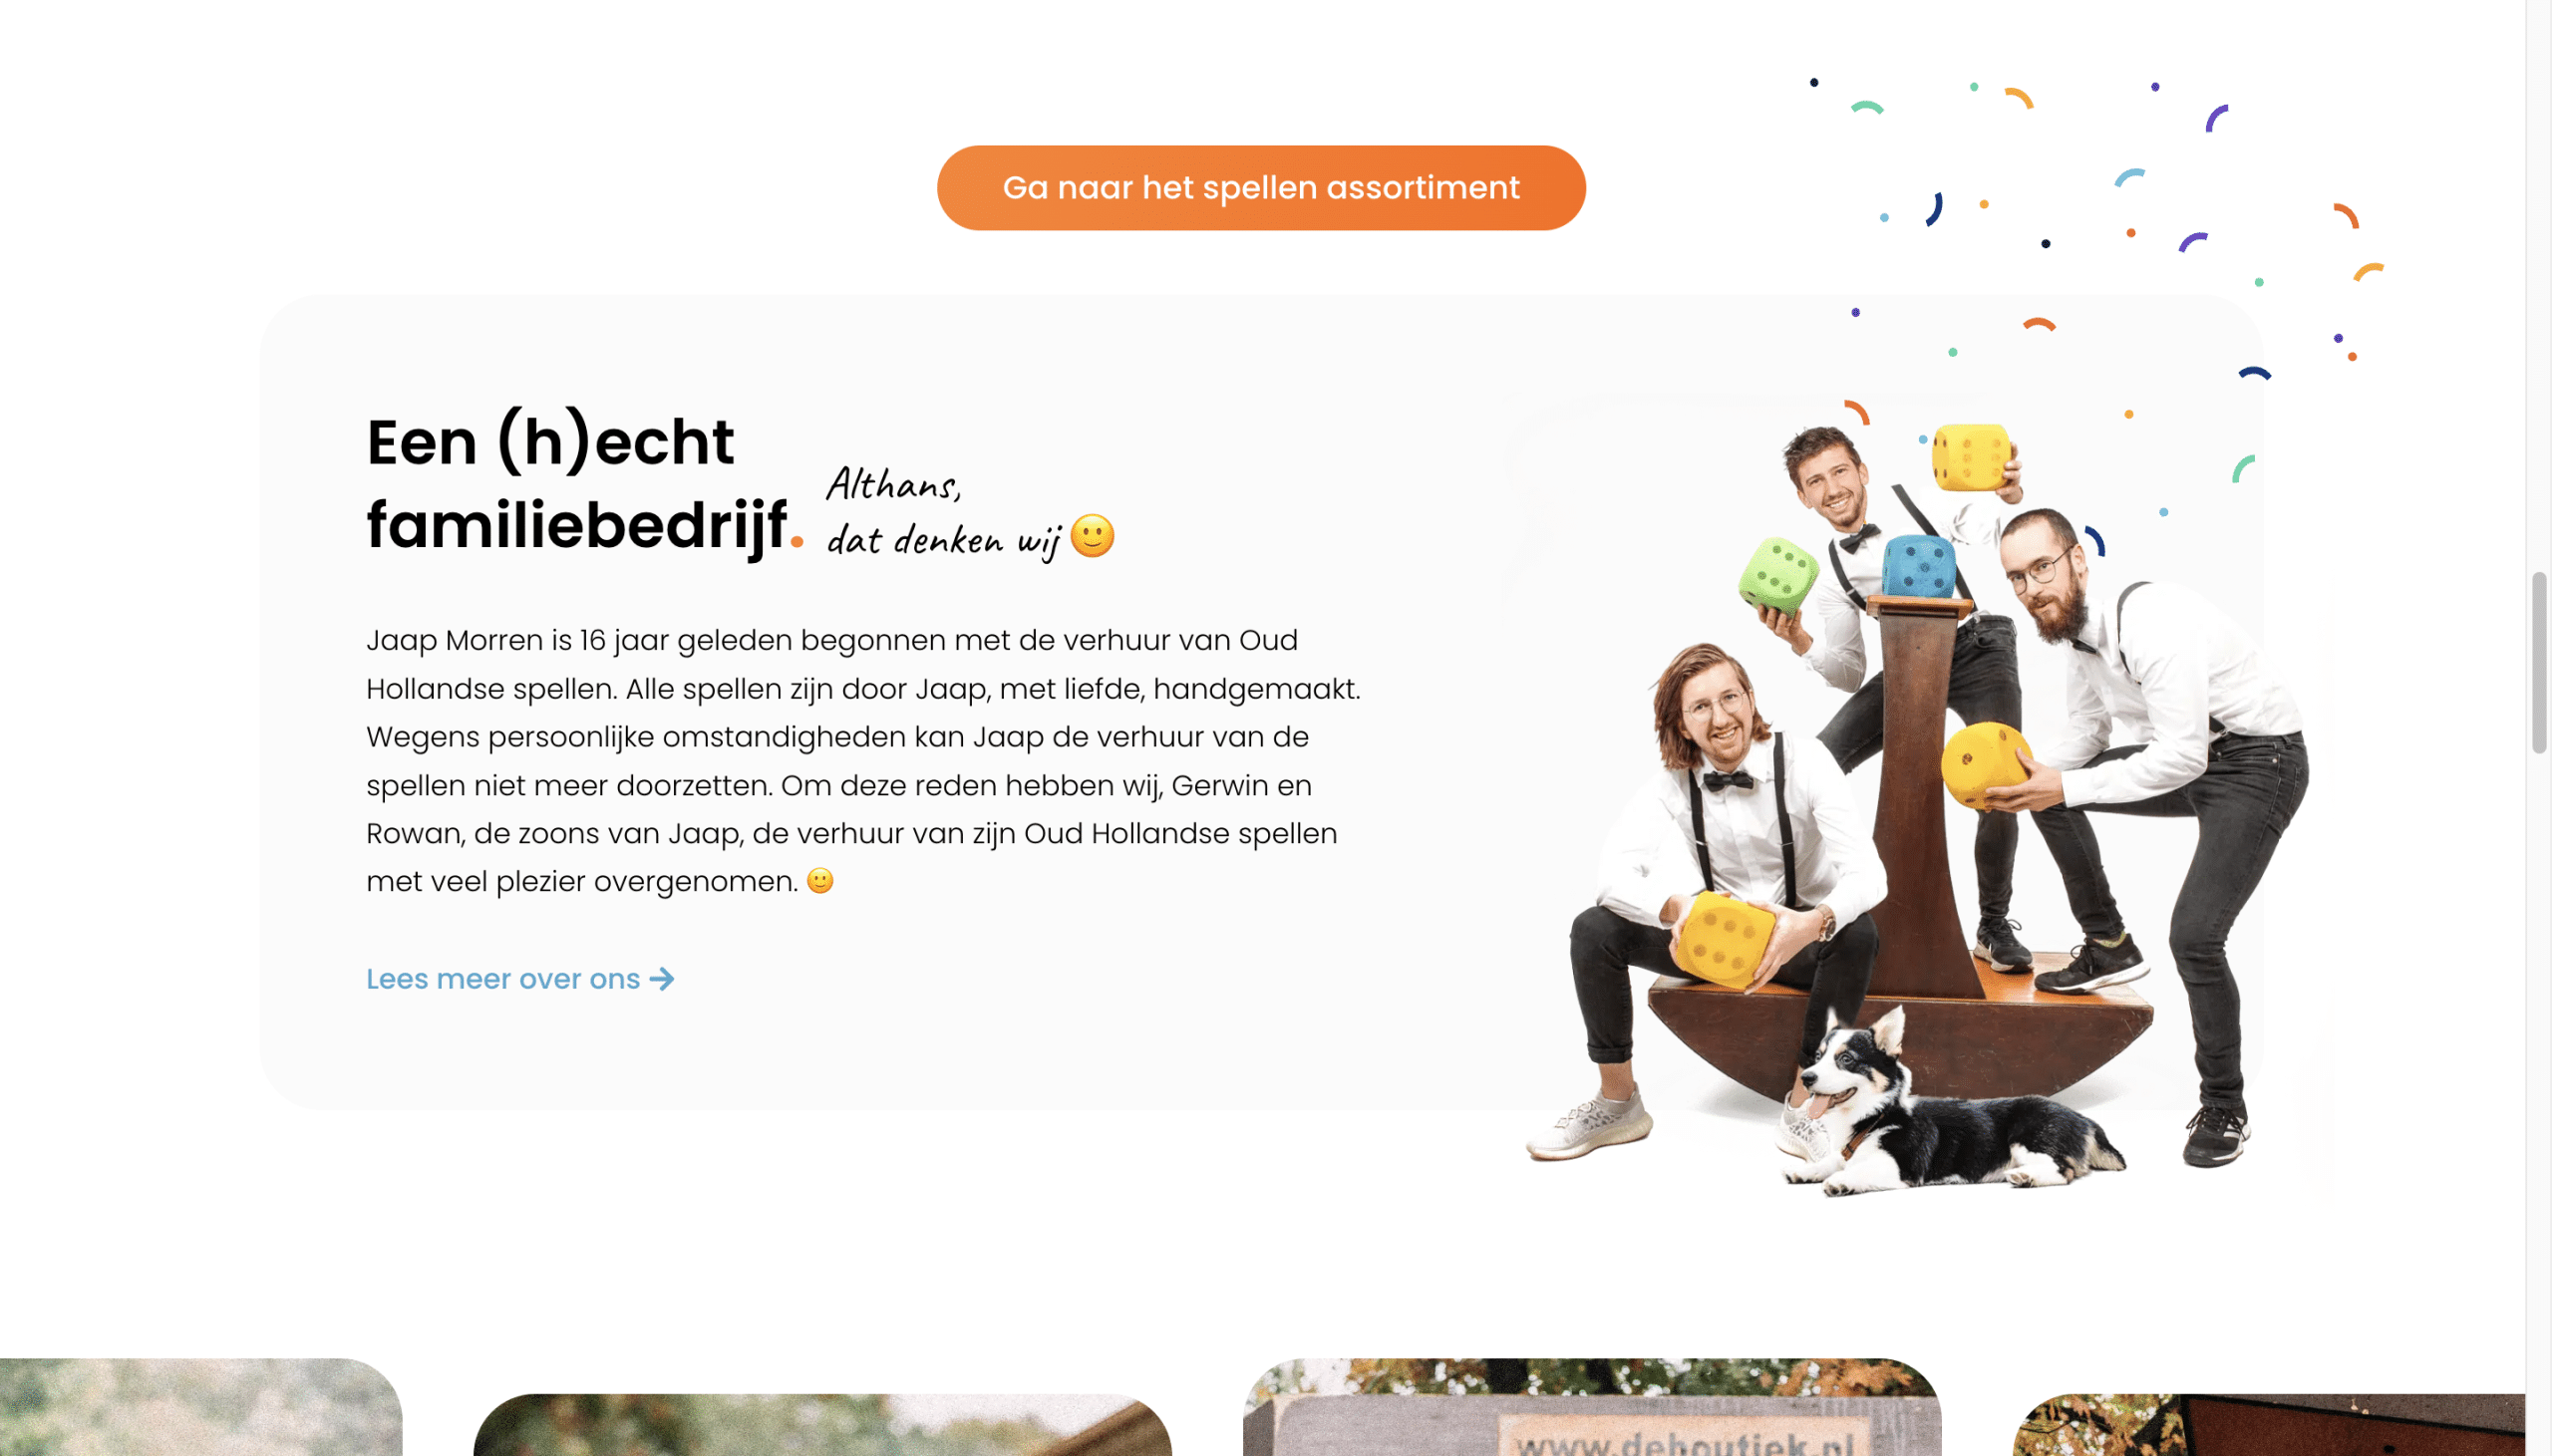 Ga naar het spellen assortiment
Een (h)echt
familiebedrijf.
Althans,
dat denken wij 🙂
Jaap Morren is 16 jaar geleden begonnen met de verhuur van Oud
Hollandse spellen. Alle spellen zijn door Jaap, met liefde, handgemaakt.
Wegens persoonlijke omstandigheden kan Jaap de verhuur van de
spellen niet meer doorzetten. Om deze reden hebben wij, Gerwin en
Rowan, de zoons van Jaap, de verhuur van zijn Oud Hollandse spellen
met veel plezier overgenomen. 🙂
Lees meer over ons →
www.dehoutiek.nl